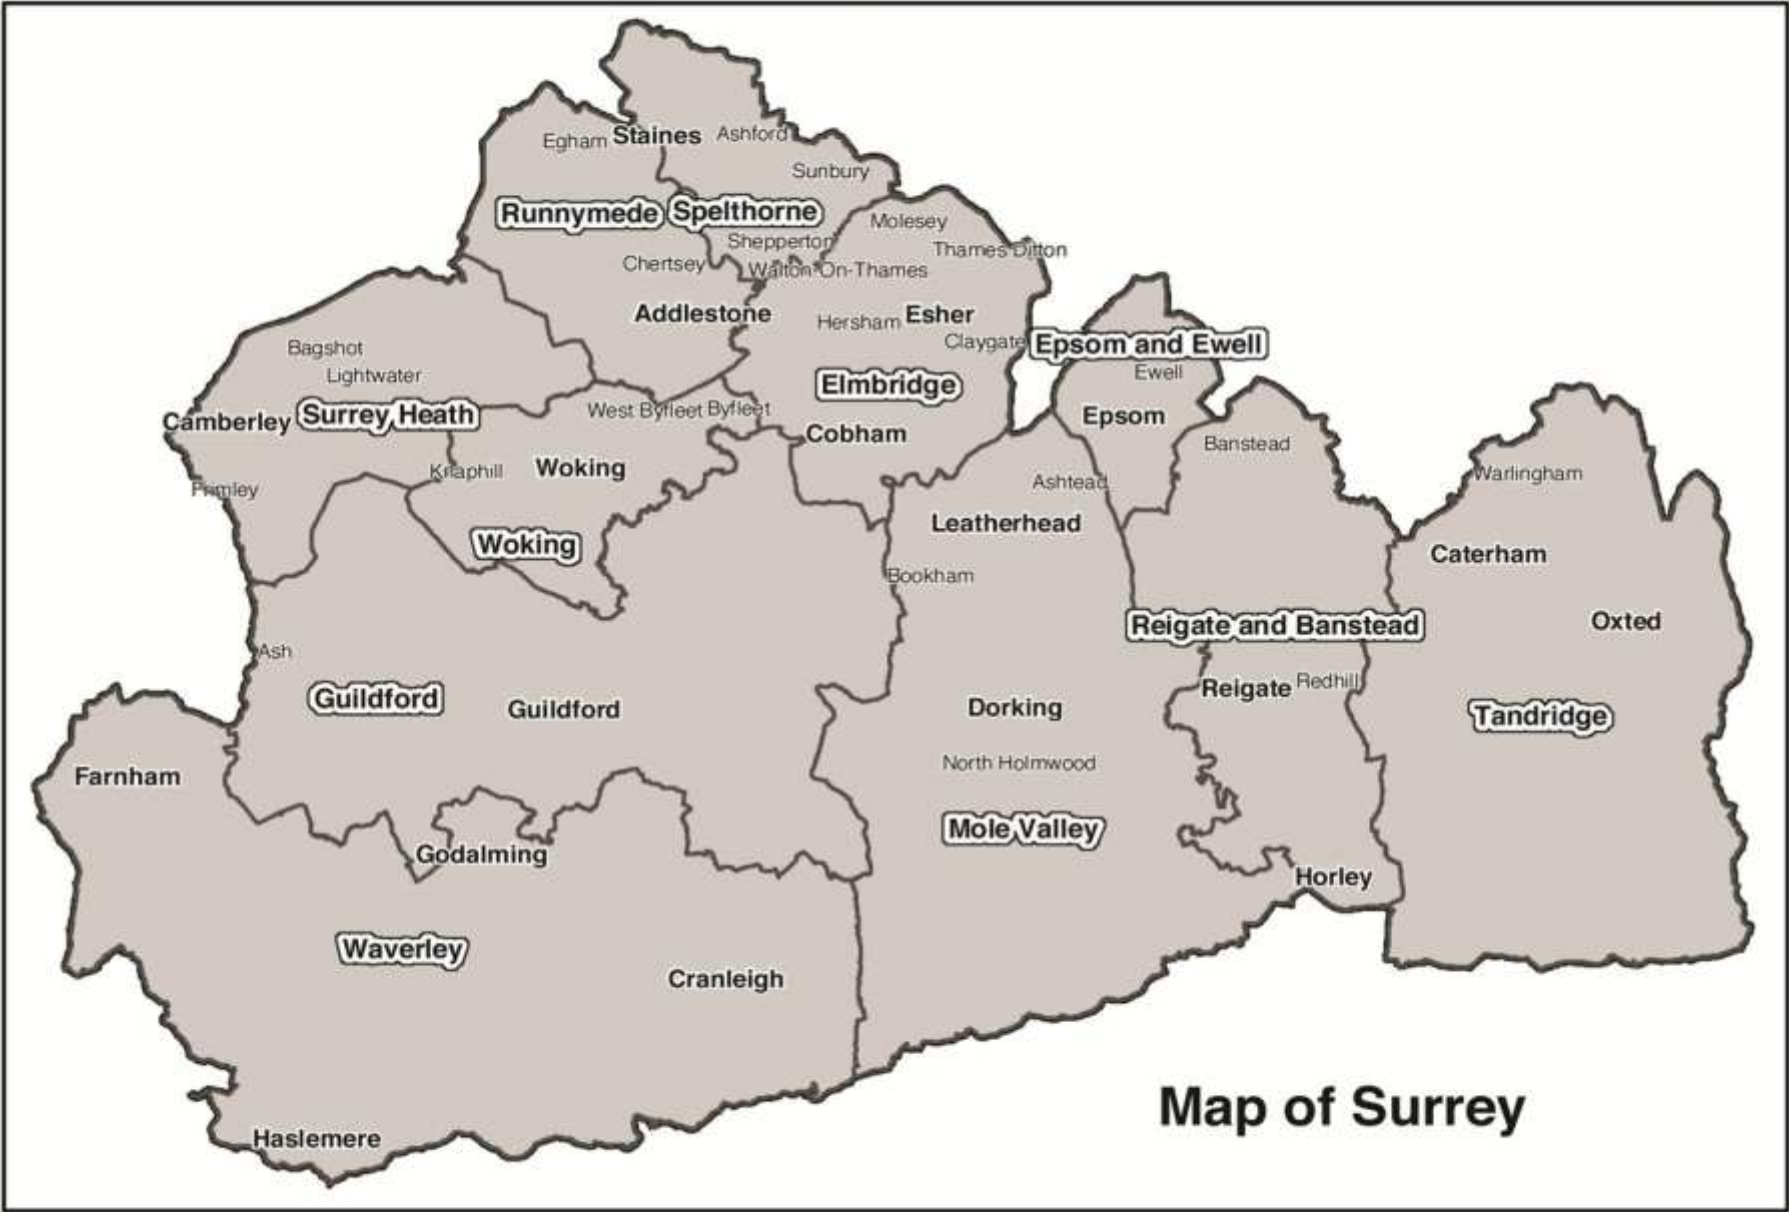 Egham Staines Ashford
Sunbury
Runnymede Spelthorne
Molesey
Shepperton
Thames Ditton
Chertsey
Walton-On-Thames
Addlestone
Hersham Esher
Claygate
Epsom and Ewell
Bagshot
Ewell
Lightwater
Elmbridge
Camberley Surrey Heath
West Byfleet Byfleet
Epsom
Cobham
Banstead
Knaphill
Woking
Warlingham
Ashtead
Frimley
Leatherhead
Woking
Caterham
Bookham
Reigate and Banstead
Oxted
Ash
Guildford
Guildford
Dorking
Reigate Redhill
Tandridge
North Holmwood
Farnham
Mole Valley
Godalming
Horley
Waverley
Cranleigh
Map of Surrey
Haslemere